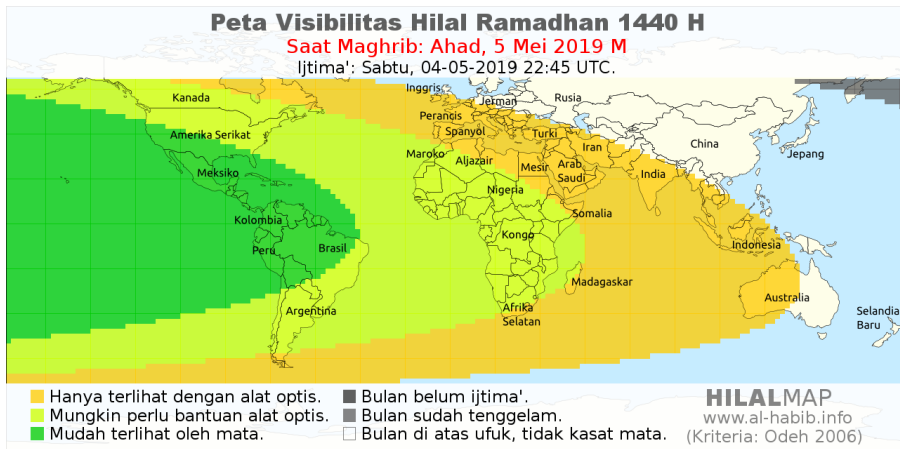 Peta Visibilitas Hilal Ramadhan 1440 H
Saat Maghrib: Ahad, 5 Mei 2019 M
Ijtima': Sabtu, 04-05-2019 22:45 UTC.
Kanada
Inggris
Jerman
Rusia
Perancis
Amerika Serikat
Spanyol
Turki
Iran
China
Jepang
Maroko
Aljazair
Mesir
Arab
Saudi
India
Meksiko
Nigeria
Somalia
Kolombia
Kongo
Peru
Brasil
Indonesia
Madagaskar
Australia
Argentina
Afrika
Selatan
Selandia
Baru
Hanya terlihat dengan alat optis.
Mungkin perlu bantuan alat optis.
Mudah terlihat oleh mata.
Bulan belum ijtima'.
Bulan sudah tenggelam.
Bulan di atas ufuk, tidak kasat mata.
HILALMAP
www.al-habib.info
(Kriteria: Odeh 2006)